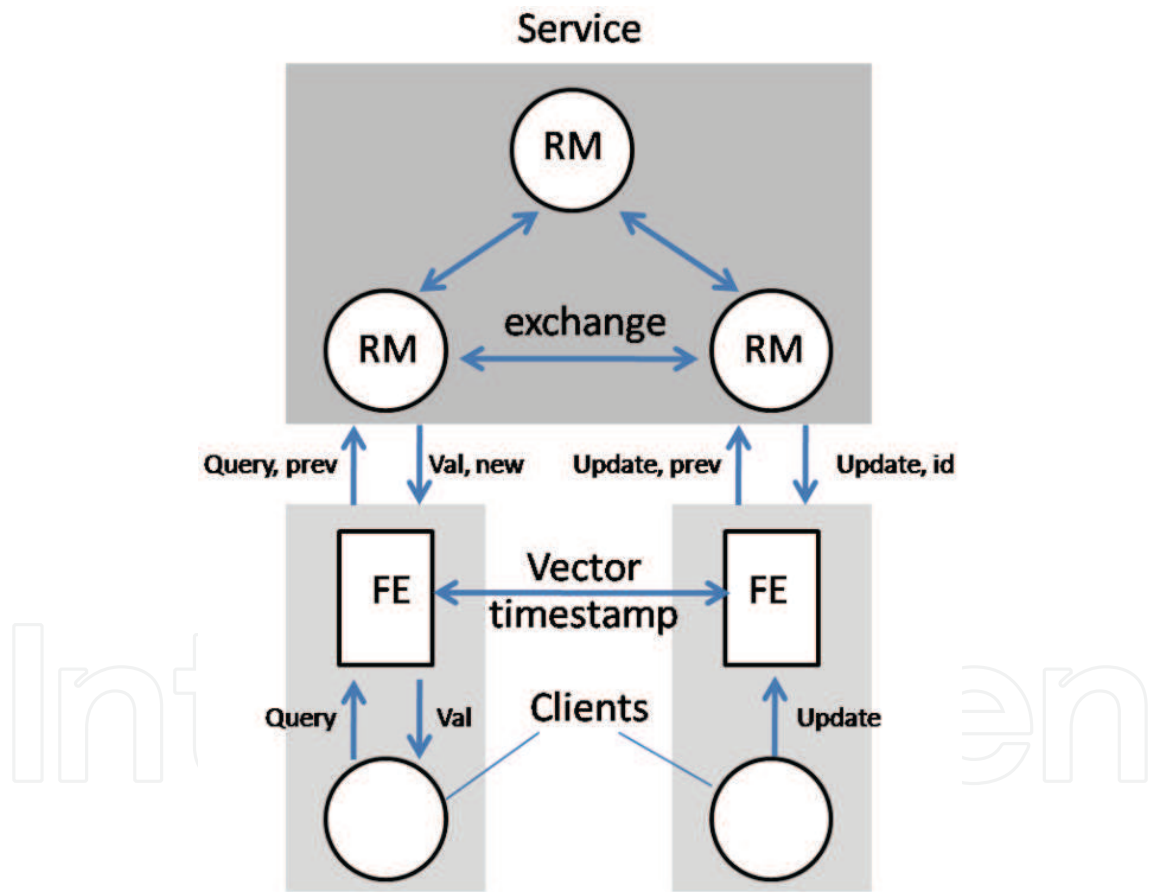 Service
RM
RM
exchange
RM
Query, prev
Val, new
Update, prev
Update, id
FE
Vector
timestamp
FE
Query
Val
Clients
Update